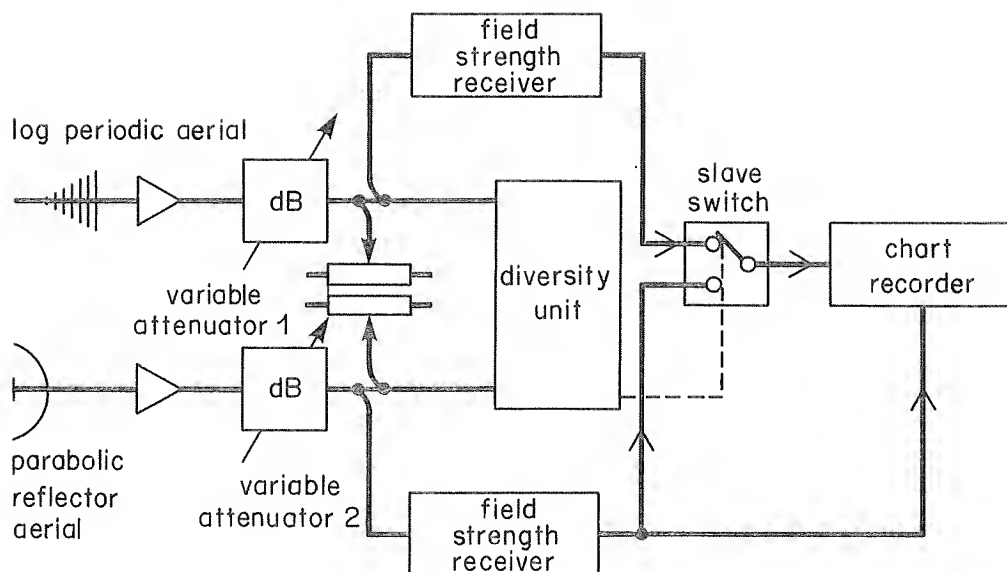 field
strength
receiver
log periodic aerial
dB
slave
switch
diversity
unit
chart
recorder
variable
attenuator 1
dB
parabolic
reflector
aerial
variable
attenuator 2
field
strength
receiver